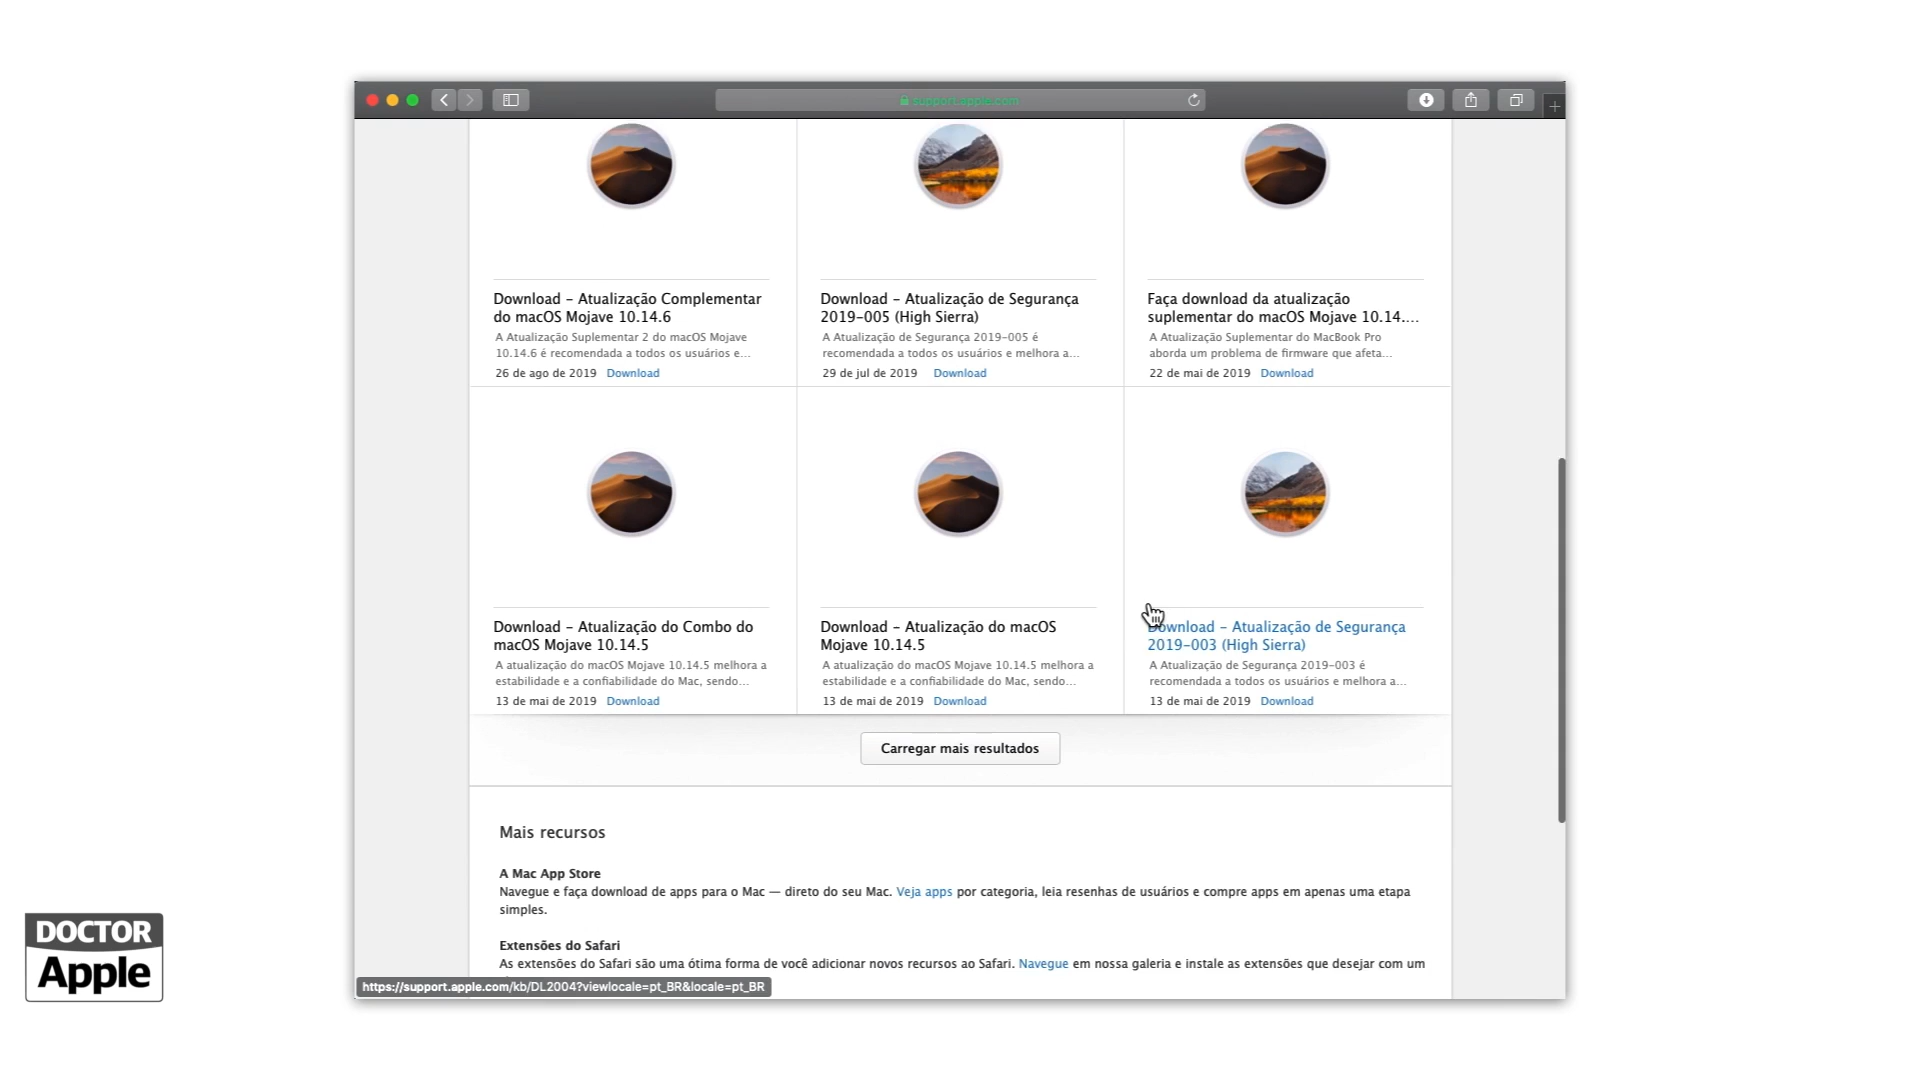 support.apple.com
Download – Atualização Complementar
do macOS Mojave 10.14.6
A Atualização Suplementar 2 do macOS Mojave
10.14.6 é recomendada a todos os usuários e...
26 de ago de 2019 Download
Download – Atualização de Segurança
2019-005 (High Sierra)
A Atualização de Segurança 2019-005 é
recomendada a todos os usuários e melhora a...
29 de jul de 2019 Download
Faça download da atualização
suplementar do macOS Mojave 10.14....
A Atualização Suplementar do MacBook Pro
aborda um problema de firmware que afeta...
22 de mai de 2019 Download
Download – Atualização do Combo do
macOS Mojave 10.14.5
A atualização do macOS Mojave 10.14.5 melhora a
estabilidade e a confiabilidade do Mac, sendo...
13 de mai de 2019 Download
Download – Atualização do macOS
Mojave 10.14.5
A atualização do macOS Mojave 10.14.5 melhora a
estabilidade e a confiabilidade do Mac, sendo...
13 de mai de 2019 Download
Download – Atualização de Segurança
2019-003 (High Sierra)
A Atualização de Segurança 2019-003 é
recomendada a todos os usuários e melhora a...
13 de mai de 2019 Download
Carregar mais resultados
Mais recursos
A Mac App Store
Navegue e faça download de apps para o Mac — direto do seu Mac. Veja apps por categoria, leia resenhas de usuários e compre apps em apenas uma etapa
simples.
Extensões do Safari
As extensões do Safari são uma ótima forma de você adicionar novos recursos ao Safari. Navegue em nossa galeria e instale as extensões que desejar com um
https://support.apple.com/kb/DL2004?viewlocale=pt_BR&locale=pt_BR
DOCTOR
Apple